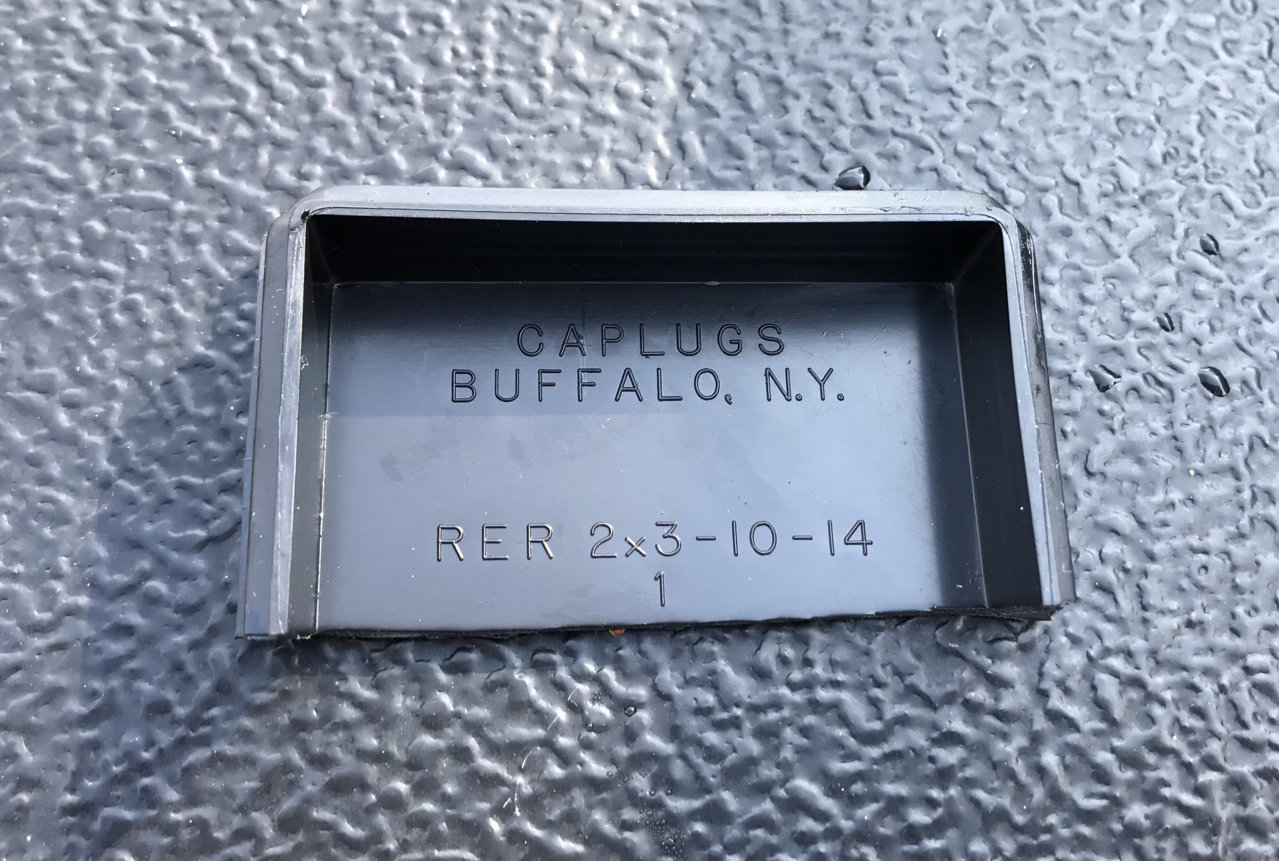 CAPLUGS
BUFFALO, N.Y.
RER 2x3-10-14
1